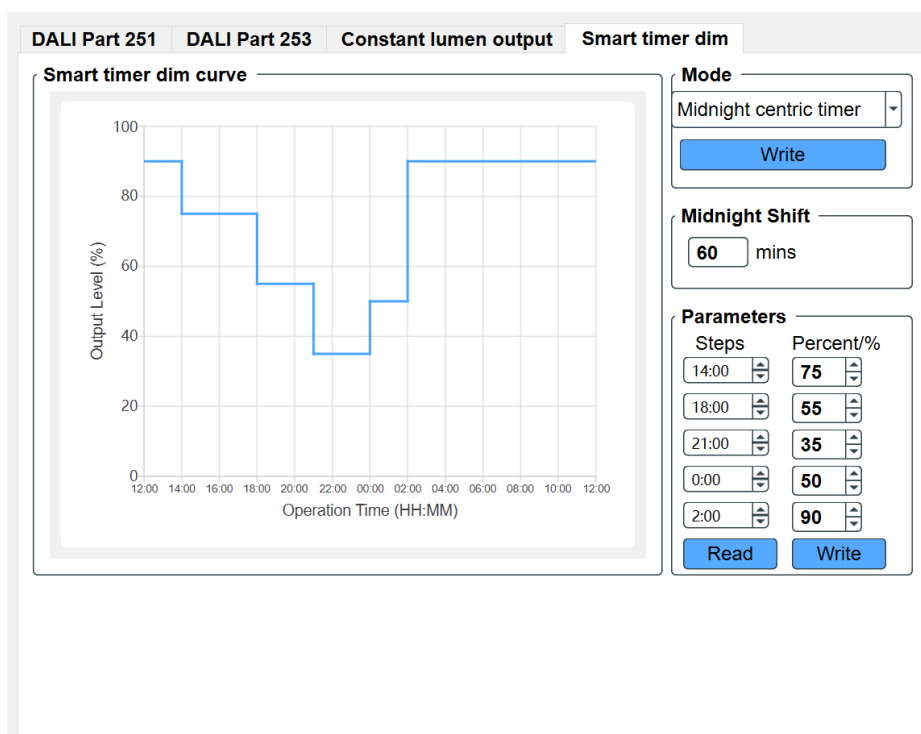 DALI Part 251 DALI Part 253 Constant lumen output Smart timer dim
Smart timer dim curve
100
80
60
40
20
0
Output Level (%)
12:00 14:00 16:00 18:00 20:00 22:00 00:00 02:00 04:00 06:00 08:00 10:00 12:00
Operation Time (HH:MM)
Mode
Midnight centric timer
Write
Midnight Shift
60 mins
Parameters
Steps Percent/%
14:00 75
18:00 55
21:00 35
0:00 50
2:00 90
Read Write